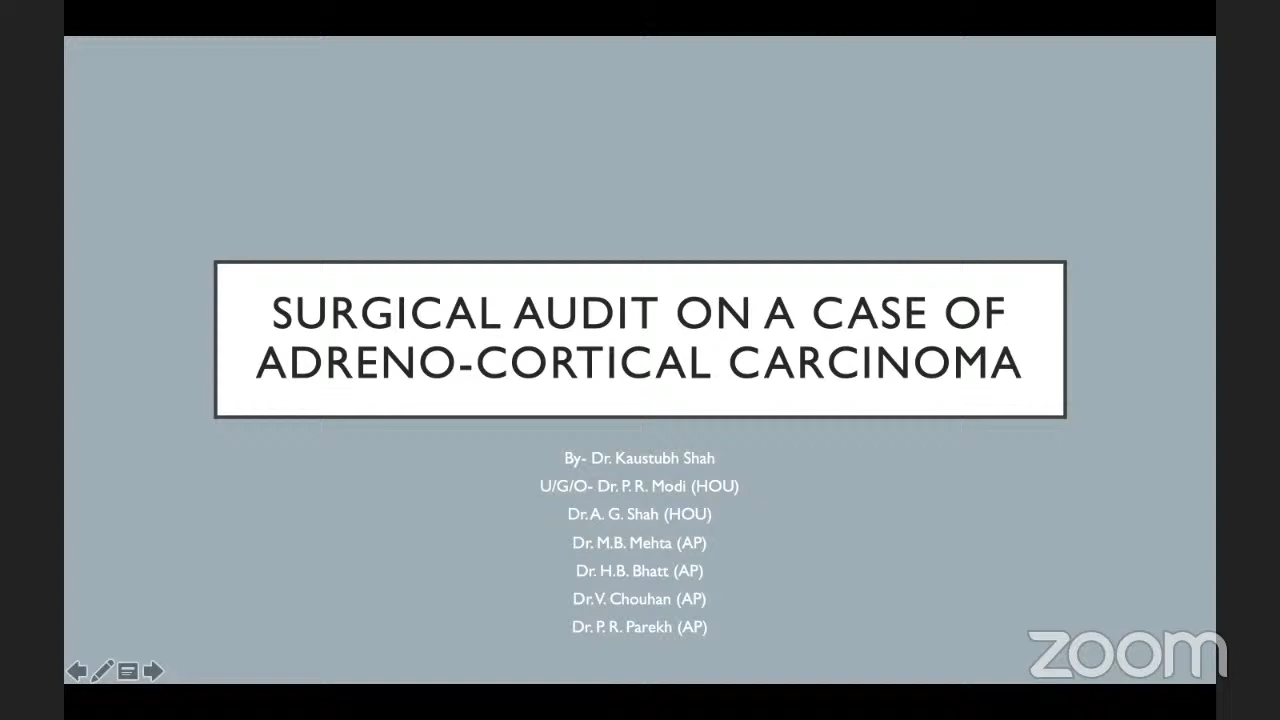 SURGICAL AUDIT ON A CASE OF
ADRENO-CORTICAL CARCINOMA
By- Dr. Kaustubh Shah
U/G/O- Dr. P. R. Modi (HOU)
Dr. A. G. Shah (HOU)
Dr. M.B. Mehta (AP)
Dr. H.B. Bhatt (AP)
Dr. V. Chouhan (AP)
Dr. P. R. Parekh (AP)
zoom